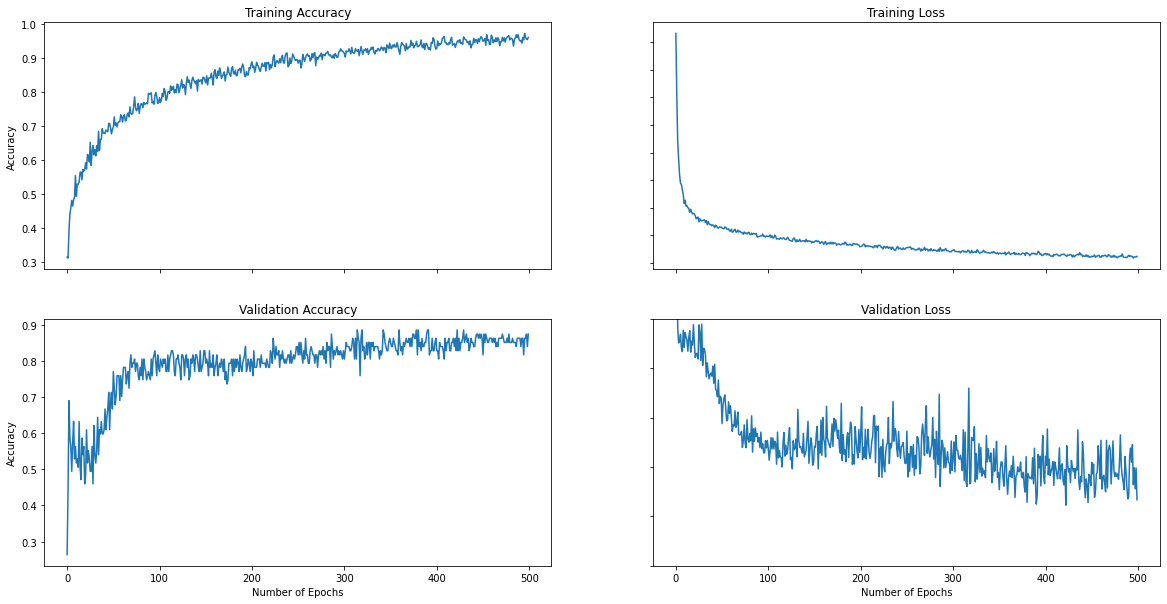 Training Accuracy
Training Loss
1.0
0.9
0.8
0.7
0.6
0.5
0.4
0.3
Accuracy
Validation Accuracy
Validation Loss
0.9
0.8
0.7
0.6
0.5
0.4
0.3
Accuracy
0 100 200 300 400 500
0 100 200 300 400 500
Number of Epochs
Number of Epochs